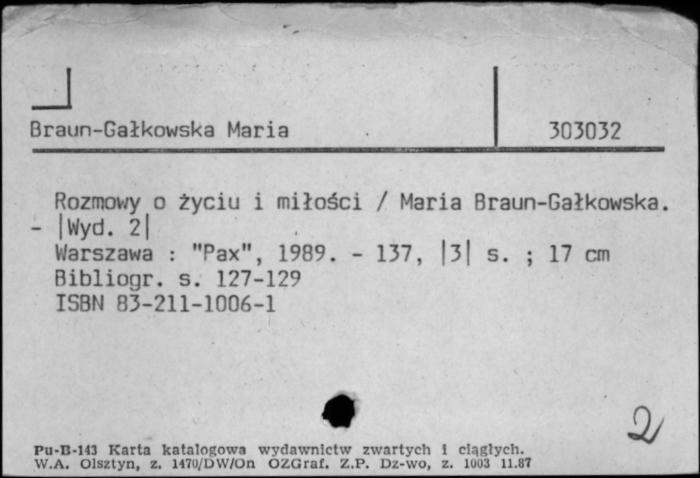 Braun-Gałkowska Maria 303032
Rozmowy o życiu i miłości / Maria Braun-Gałkowska.
- |Wyd. 2|
Warszawa : "Pax", 1989. - 137, |3| s. ; 17 cm
Bibliogr. s. 127-129
ISBN 83-211-1006-1
2
Pu-B-143 Karta katalogowa wydawnictw zwartych i ciągłych.
W.A. Olsztyn, z. 1470/DW/On OZGraf. Z.P. Dz-wo, z. 1003 11.87